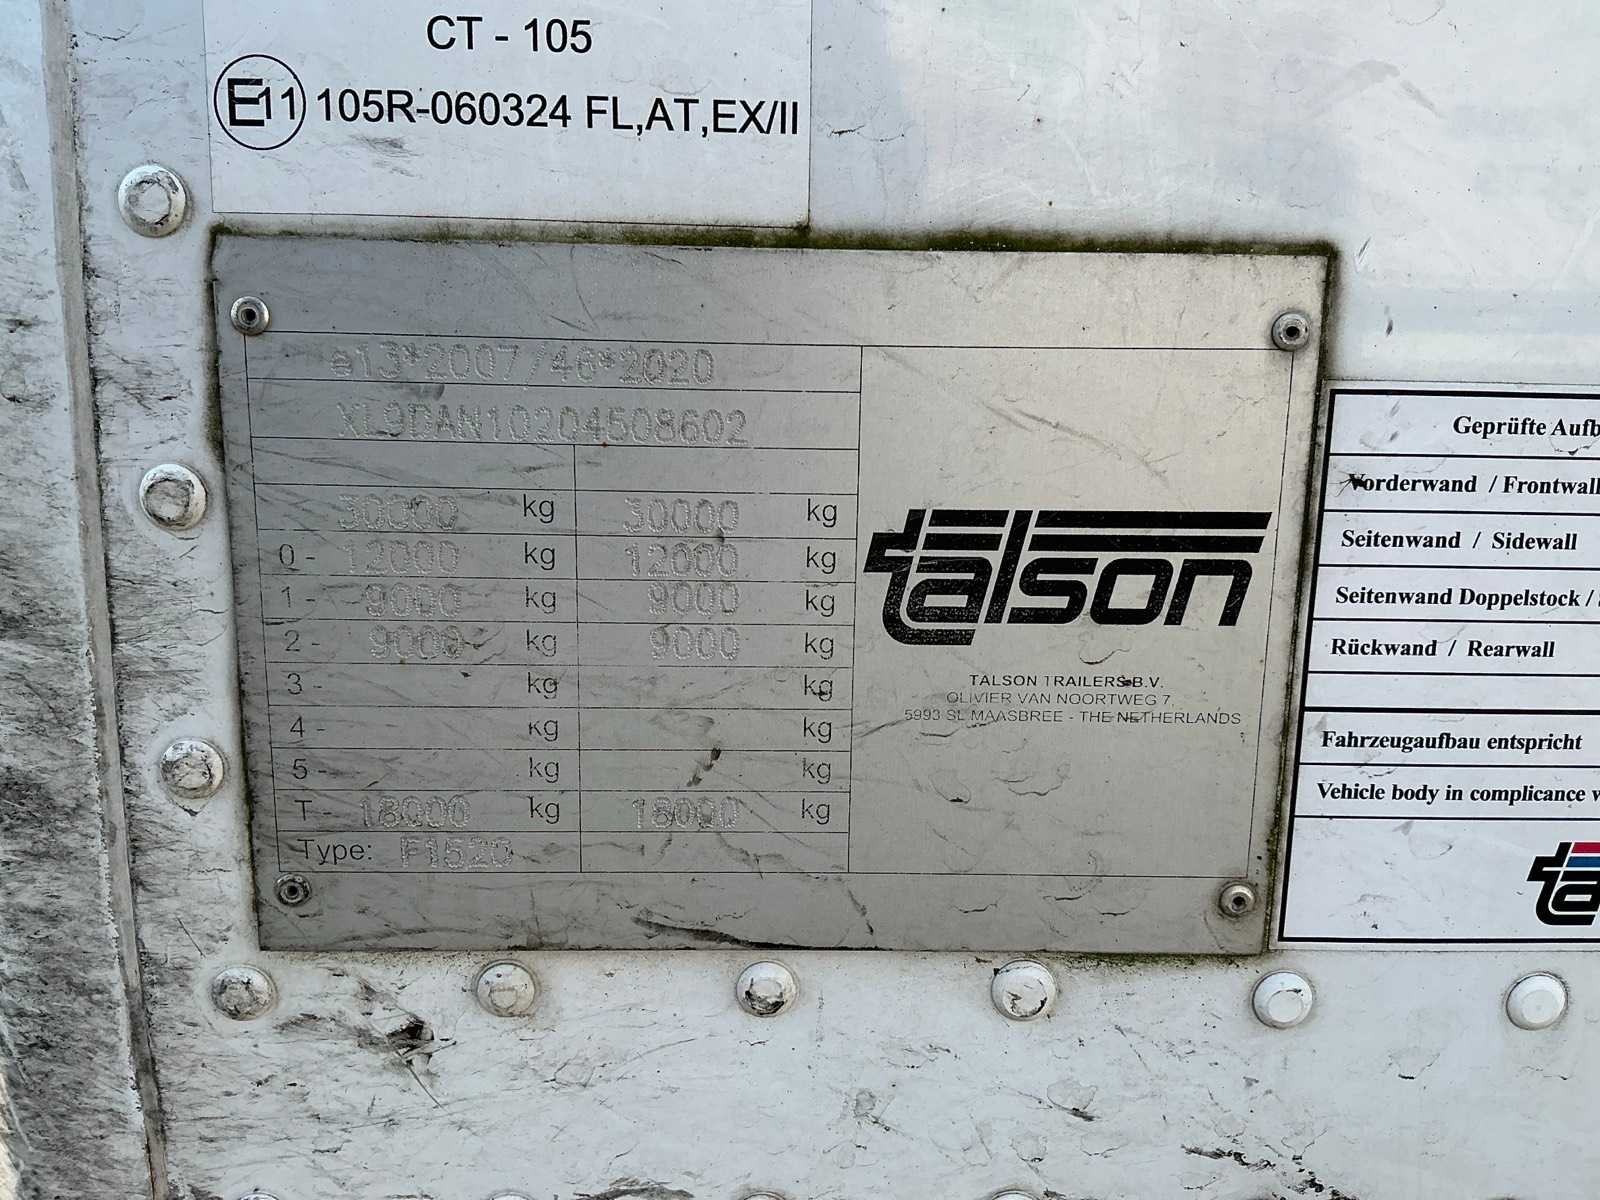 CT - 105
E11 105R-060324 FL,AT,EX/II
e13*2007/46*2020
XL9DAN10204508602
30000 kg 30000 kg
0 - 12000 kg 12000 kg
1 - 9000 kg 9000 kg
2 - 9000 kg 9000 kg
3 - kg kg
4 - kg kg
5 - kg kg
T - 18000 kg 18000 kg
Type: F1520
talson
TALSON TRAILERS B.V.
OLIVIER VAN NOORTWEG 7,
5993 SL MAASBREE - THE NETHERLANDS
Geprüfte Aufb
Vorderwand / Frontwall
Seitenwand / Sidewall
Seitenwand Doppelstock /
Rückwand / Rearwall
Fahrzeugaufbau entspricht
Vehicle body in complicance w
ta